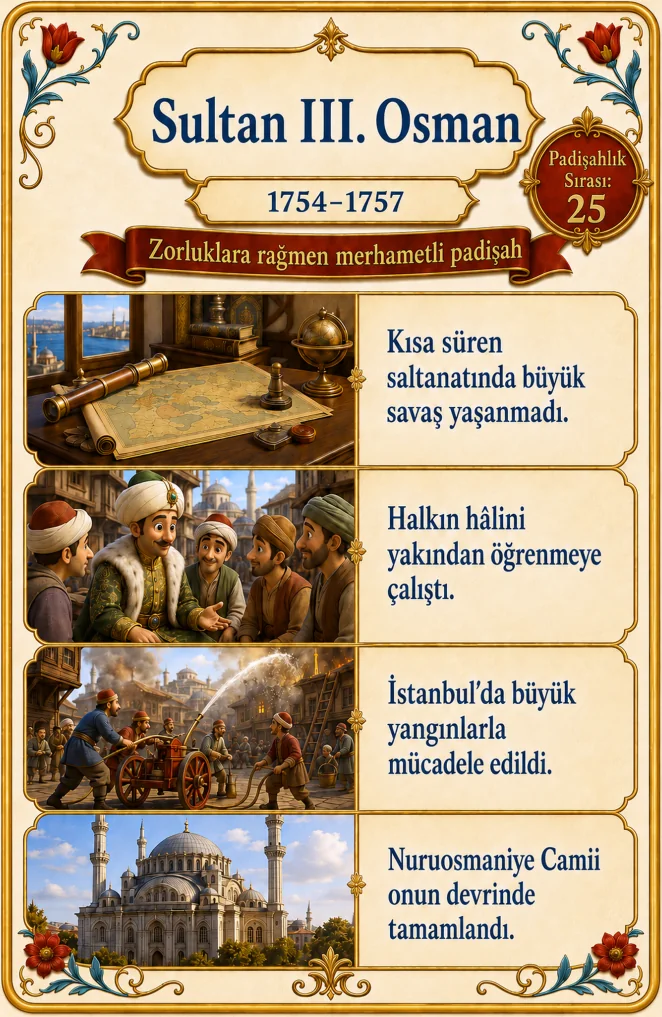 Sultan III. Osman
1754–1757
Padişahlık
Sırası:
25
Zorluklara rağmen merhametli padişah
Kısa süren
saltanatında büyük
savaş yaşanmadı.
Halkın hâlini
yakından öğrenmeye
çalıştı.
İstanbul'da büyük
yangınlarla
mücadele edildi.
Nuruosmaniye Camii
onun devrinde
tamamlandı.